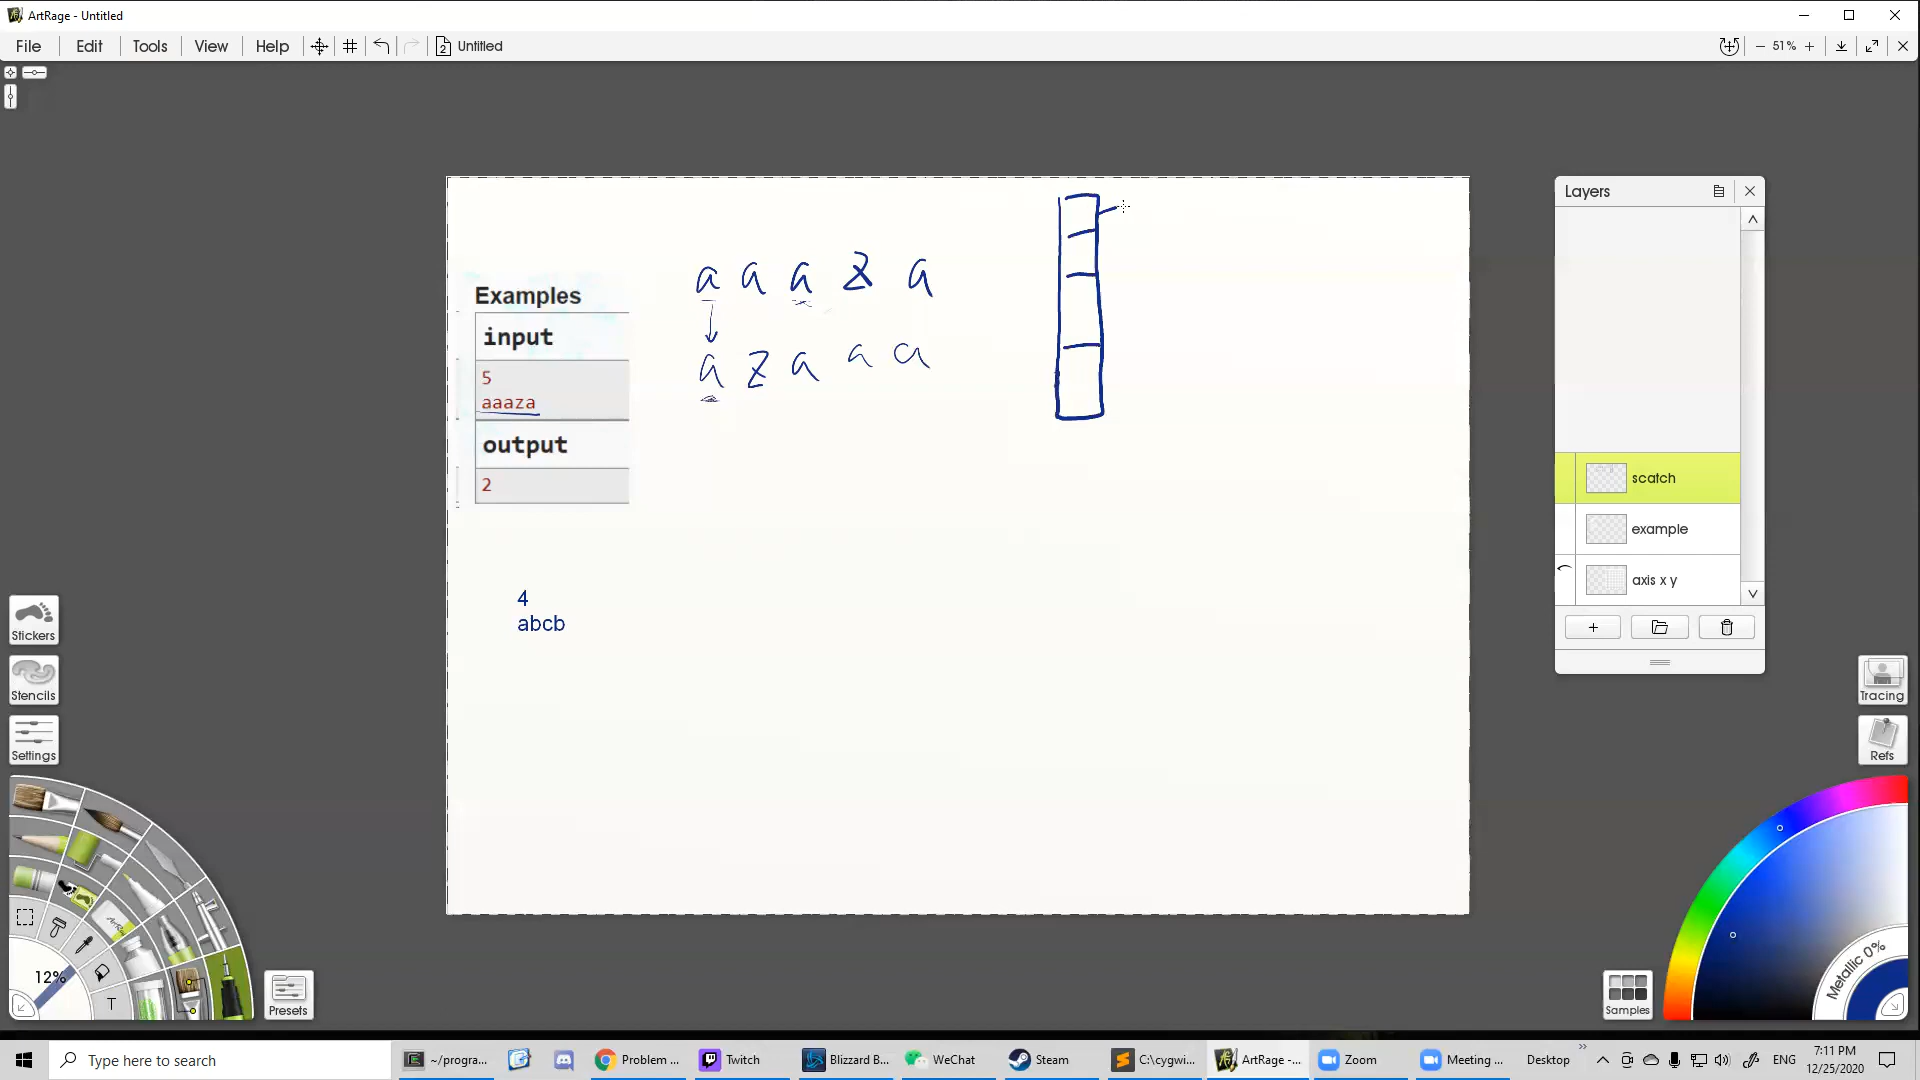 ArtRage - Untitled
File Edit Tools View Help 2 Untitled 51%
Layers
a a a z a
Examples
input
a z a a a
5
aaaza
output
2
scatch
example
axis x y
4
abcb
Stickers
Stencils
Settings
Tracing
Refs
12%
T
Presets
Metallic 0%
Samples
Type here to search
~/progra...
Problem ...
Twitch
Blizzard B...
WeChat
Steam
C:\cygwi...
ArtRage -...
Zoom
Meeting ...
Desktop
ENG
7:11 PM
12/25/2020